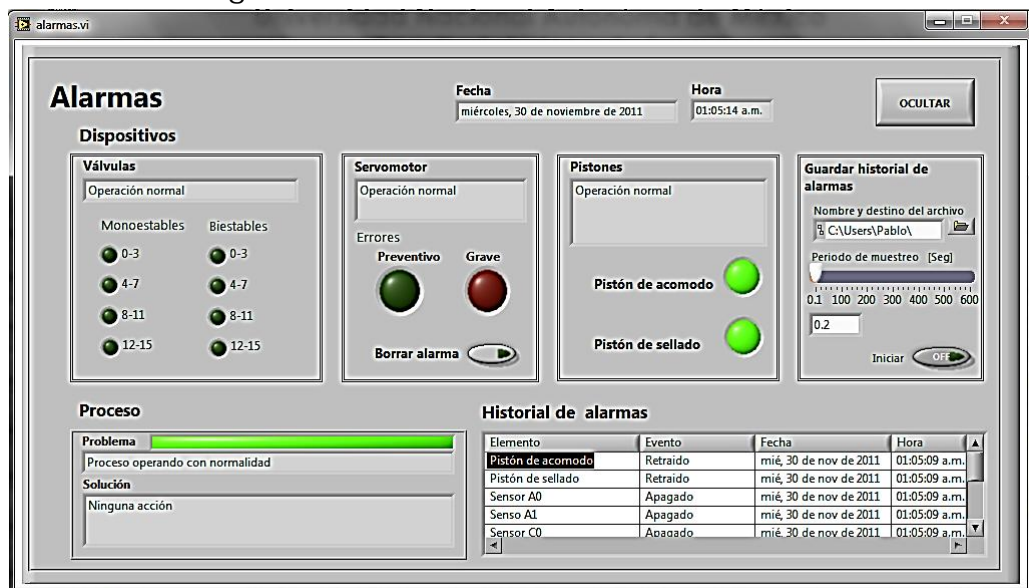 alarmas.vi
Alarmas
Fecha
miércoles, 30 de noviembre de 2011
Hora
01:05:14 a.m.
OCULTAR
Dispositivos
Válvulas
Operación normal
Monoestables Biestables
0-3 0-3
4-7 4-7
8-11 8-11
12-15 12-15
Servomotor
Operación normal
Errores
Preventivo Grave
Borrar alarma
Pistones
Operación normal
Pistón de acomodo
Pistón de sellado
Guardar historial de
alarmas
Nombre y destino del archivo
C:\Users\Pablo\
Periodo de muestreo [Seg]
0.1 100 200 300 400 500 600
0.2
Iniciar OFF
Proceso
Problema
Proceso operando con normalidad
Solución
Ninguna acción
Historial de alarmas
Elemento Evento Fecha Hora
Pistón de acomodo Retraido mié, 30 de nov de 2011 01:05:09 a.m.
Pistón de sellado Retraido mié, 30 de nov de 2011 01:05:09 a.m.
Sensor A0 Apagado mié, 30 de nov de 2011 01:05:09 a.m.
Senso A1 Apagado mié, 30 de nov de 2011 01:05:09 a.m.
Sensor C0 Apagado mié, 30 de nov de 2011 01:05:09 a.m.